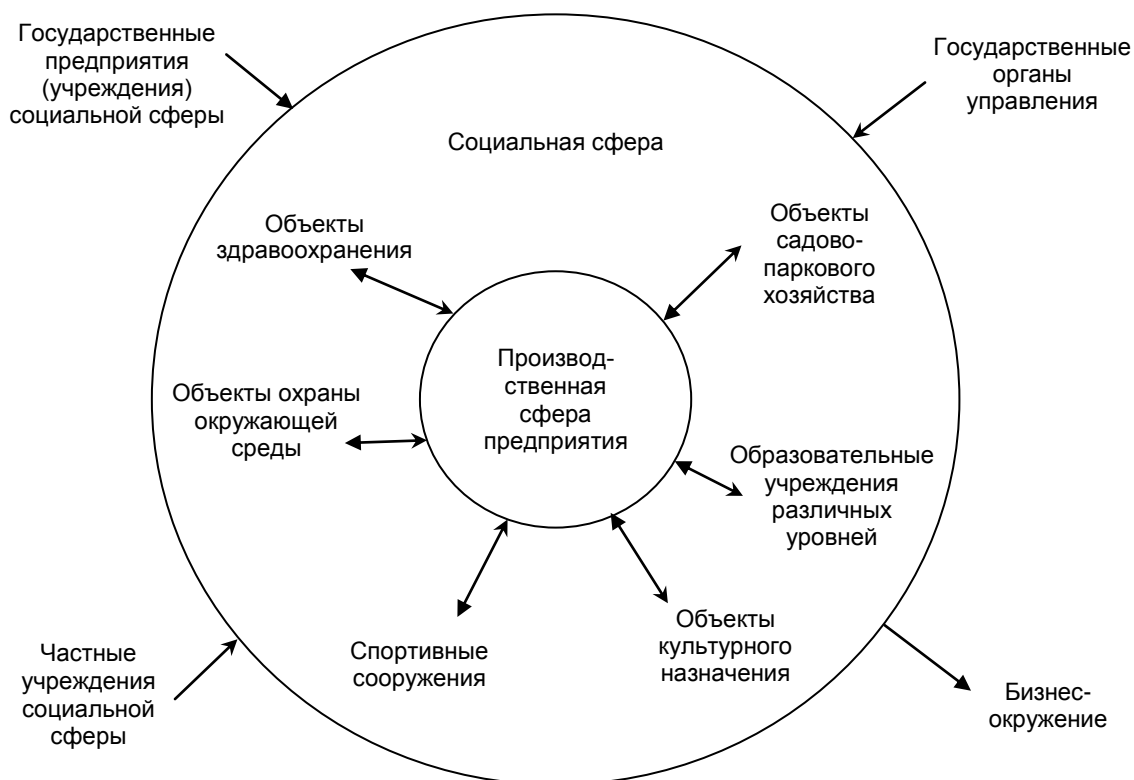 Государственные
предприятия
(учреждения)
социальной сферы
Государственные
органы
управления
Социальная сфера
Объекты
здравоохранения
Объекты
садово-
паркового
хозяйства
Производ-
ственная
сфера
предприятия
Объекты охраны
окружающей
среды
Образовательные
учреждения
различных
уровней
Спортивные
сооружения
Объекты
культурного
назначения
Частные
учреждения
социальной
сферы
Бизнес-
окружение